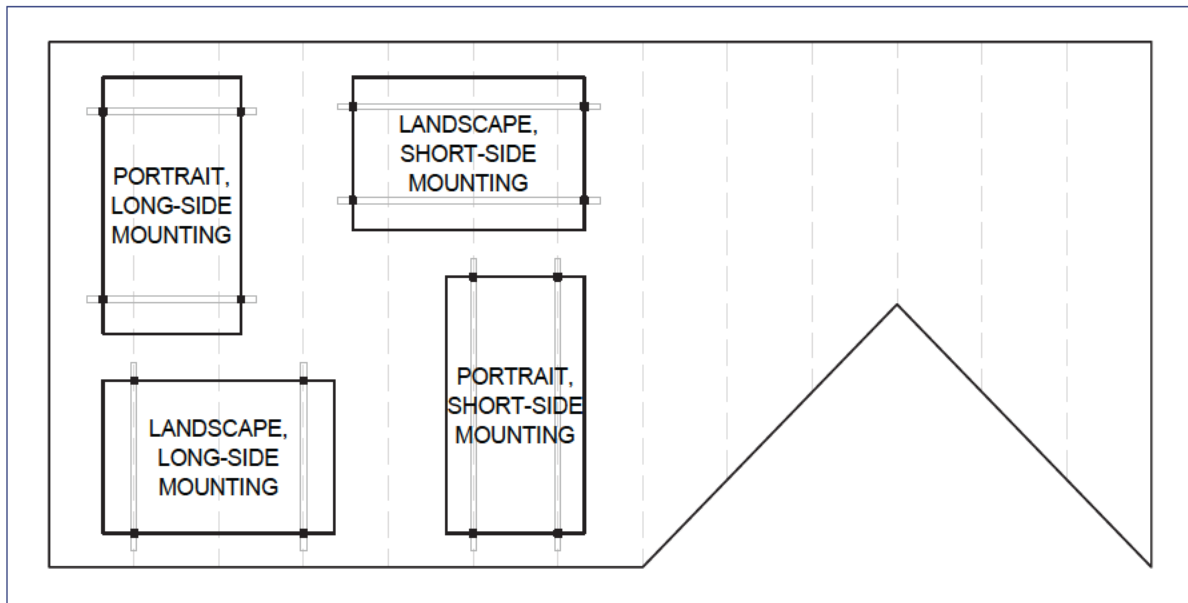 PORTRAIT,
LONG-SIDE
MOUNTING
LANDSCAPE,
SHORT-SIDE
MOUNTING
LANDSCAPE,
LONG-SIDE
MOUNTING
PORTRAIT,
SHORT-SIDE
MOUNTING